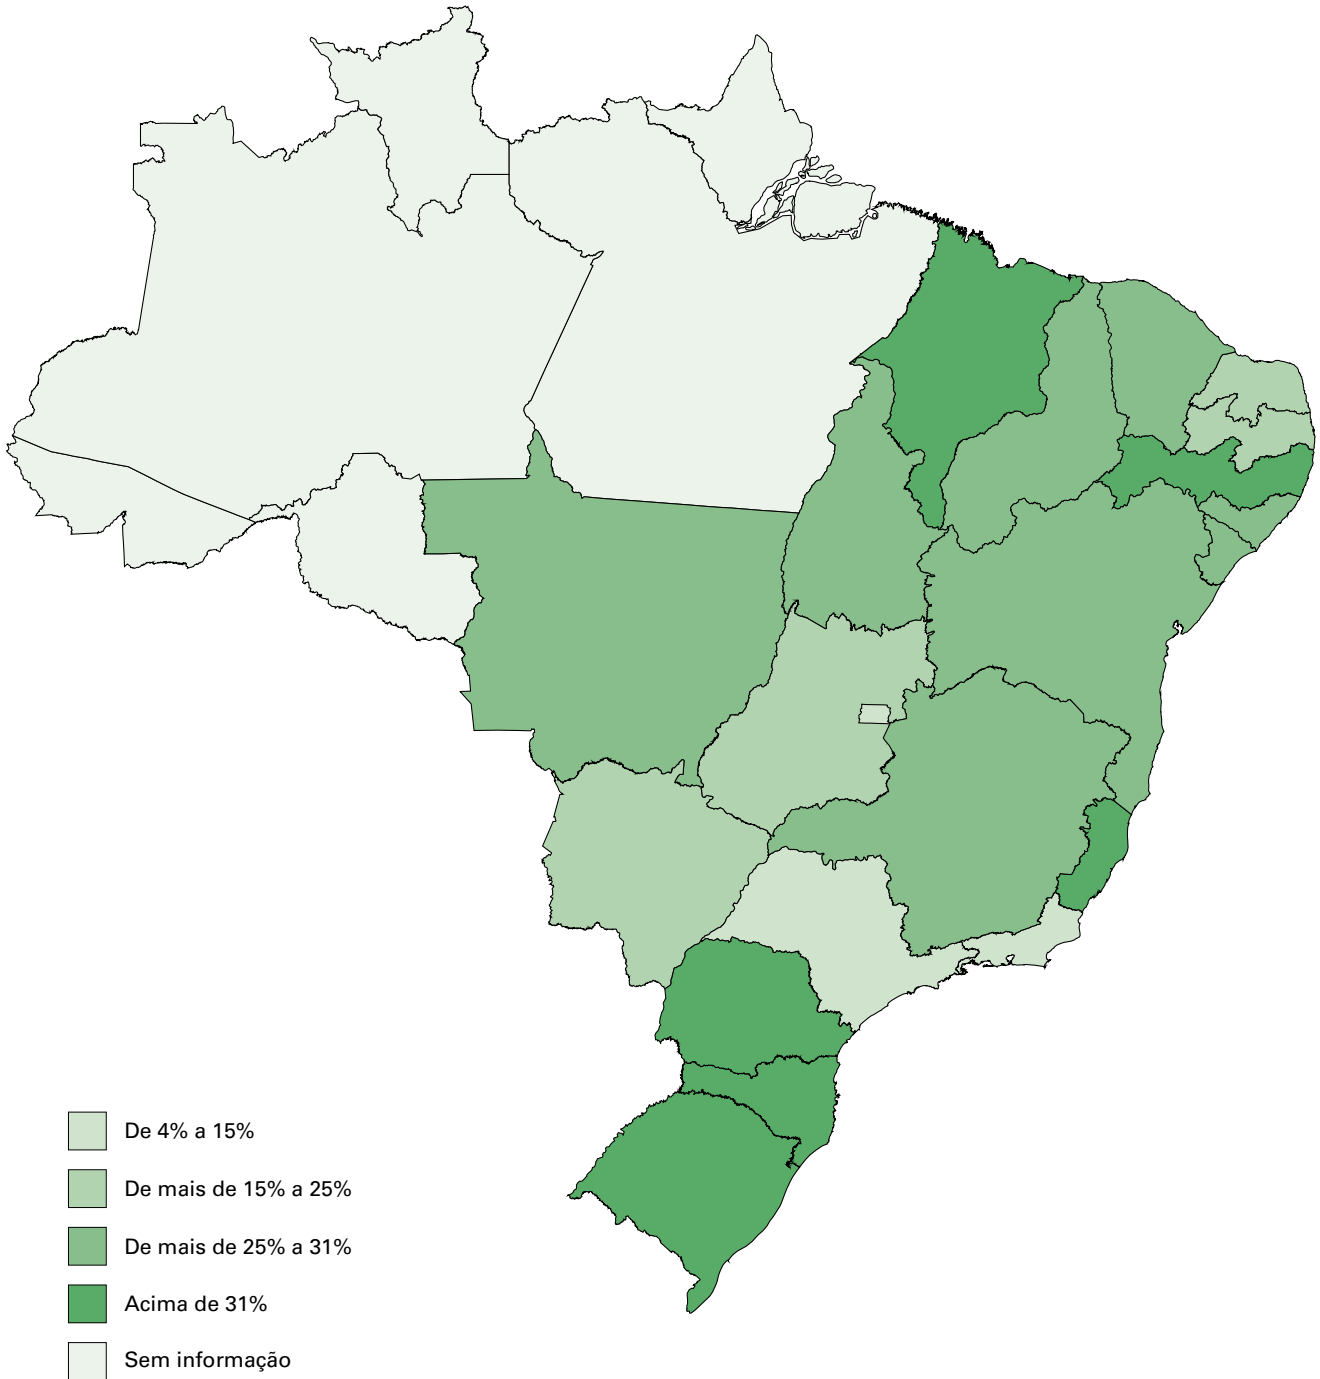 De 4% a 15%
De mais de 15% a 25%
De mais de 25% a 31%
Acima de 31%
Sem informação